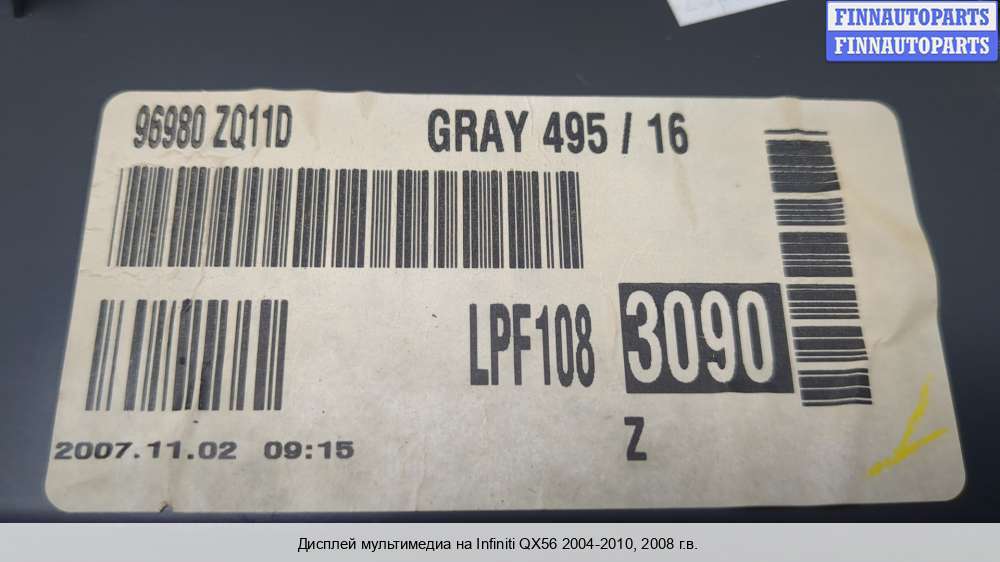 FINNAUTOPARTS
FINNAUTOPARTS
96980 ZQ11D
GRAY 495 / 16
LPF108
3090
2007.11.02 09:15
Z
Дисплей мультимедиа на Infiniti QX56 2004-2010, 2008 г.в.